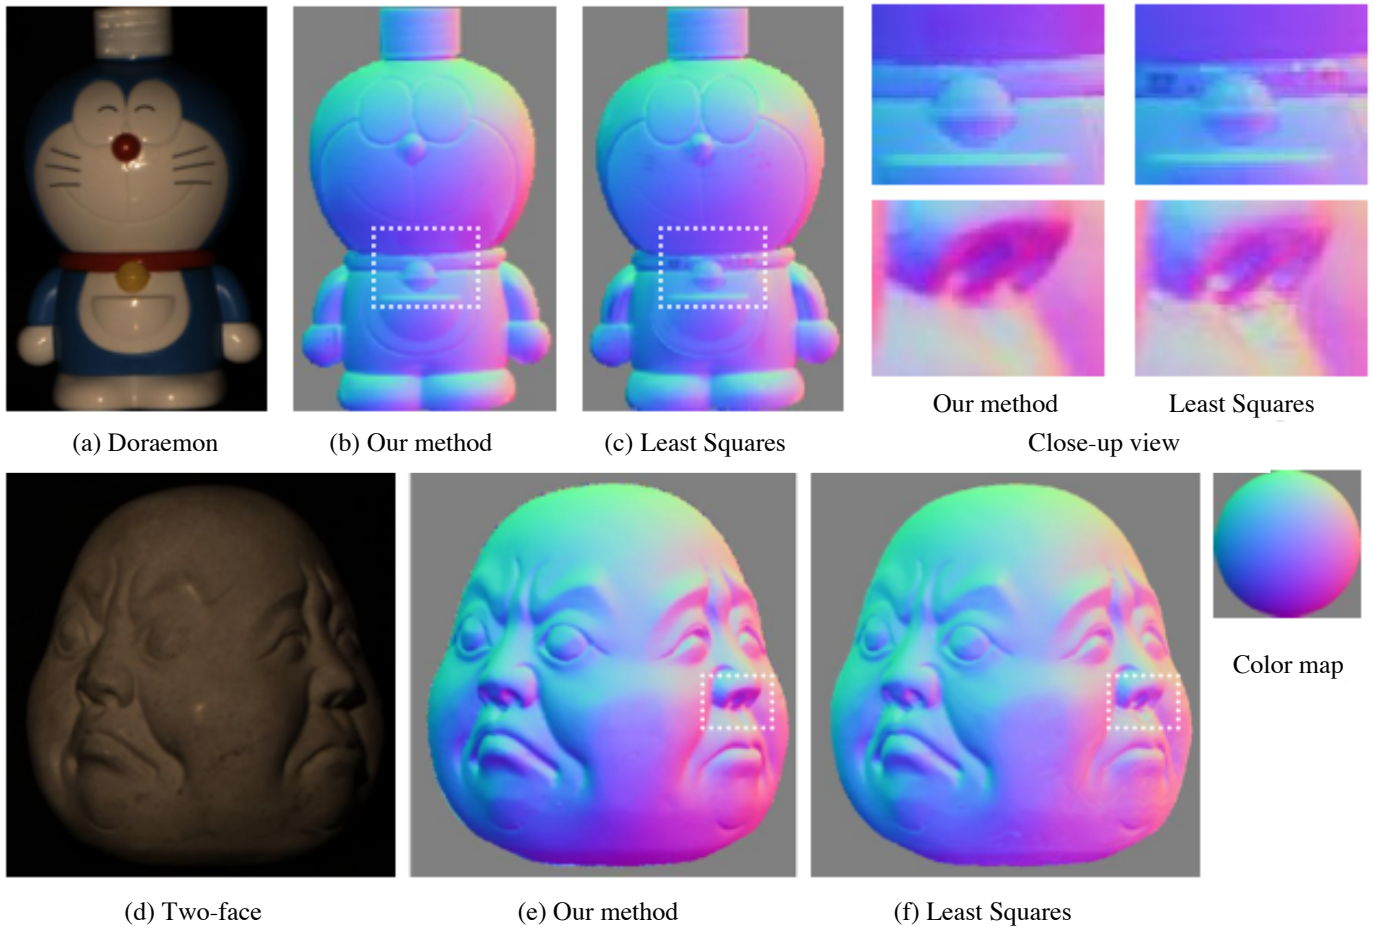 Our method
Least Squares
(a) Doraemon
(b) Our method
(c) Least Squares
Close-up view
Color map
(d) Two-face
(e) Our method
(f) Least Squares